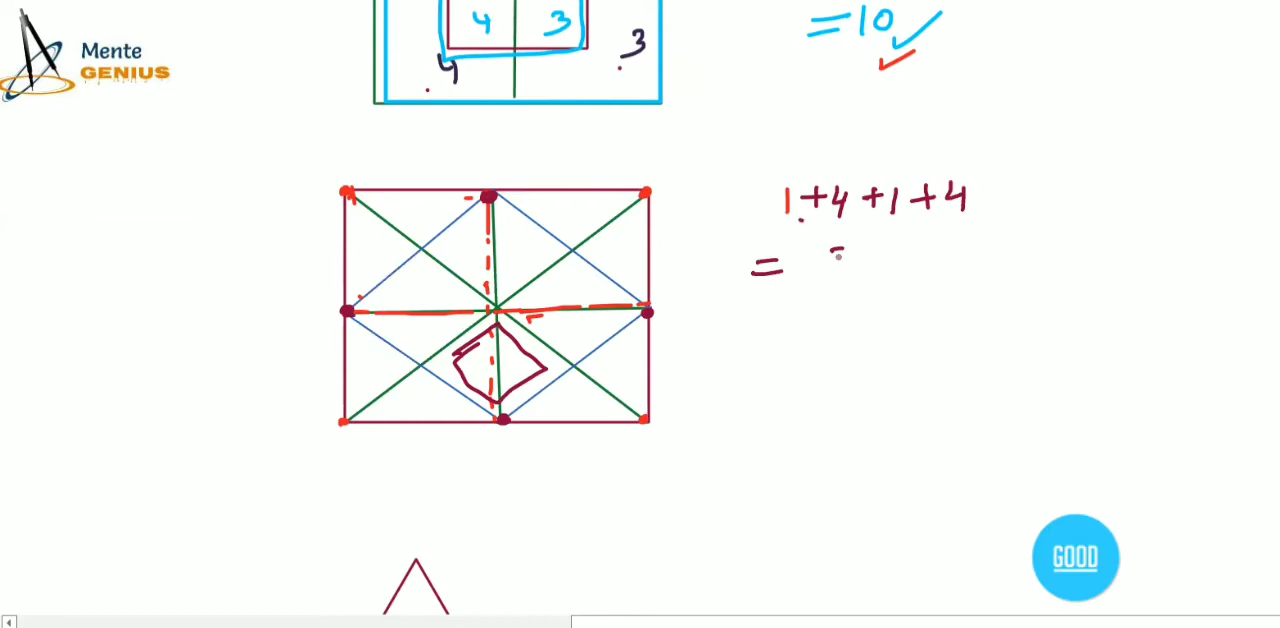 Mente
GENIUS
4 3
4
3
=10
1+4+1+4
=
GOOD